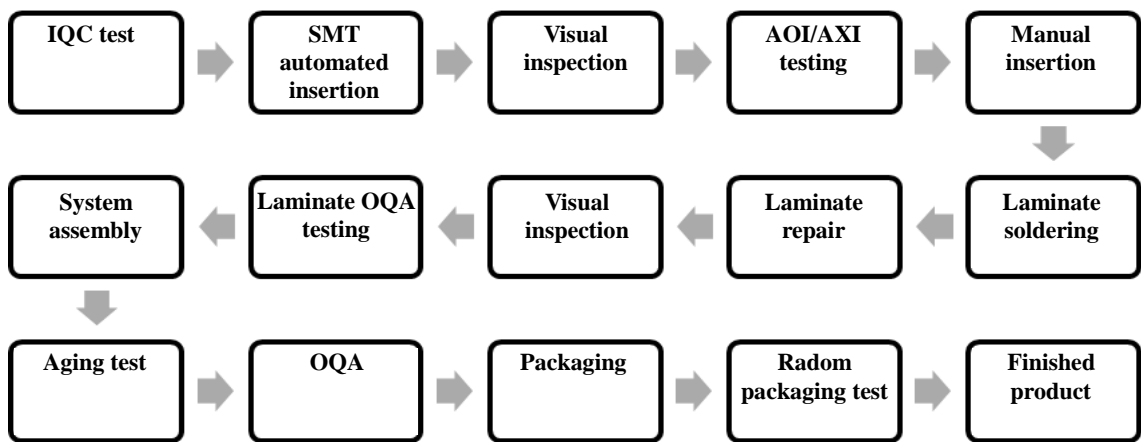 IQC test
SMT
automated
insertion
Visual
inspection
AOI/AXI
testing
Manual
insertion
System
assembly
Laminate OQA
testing
Visual
inspection
Laminate
repair
Laminate
soldering
Aging test
OQA
Packaging
Radom
packaging test
Finished
product